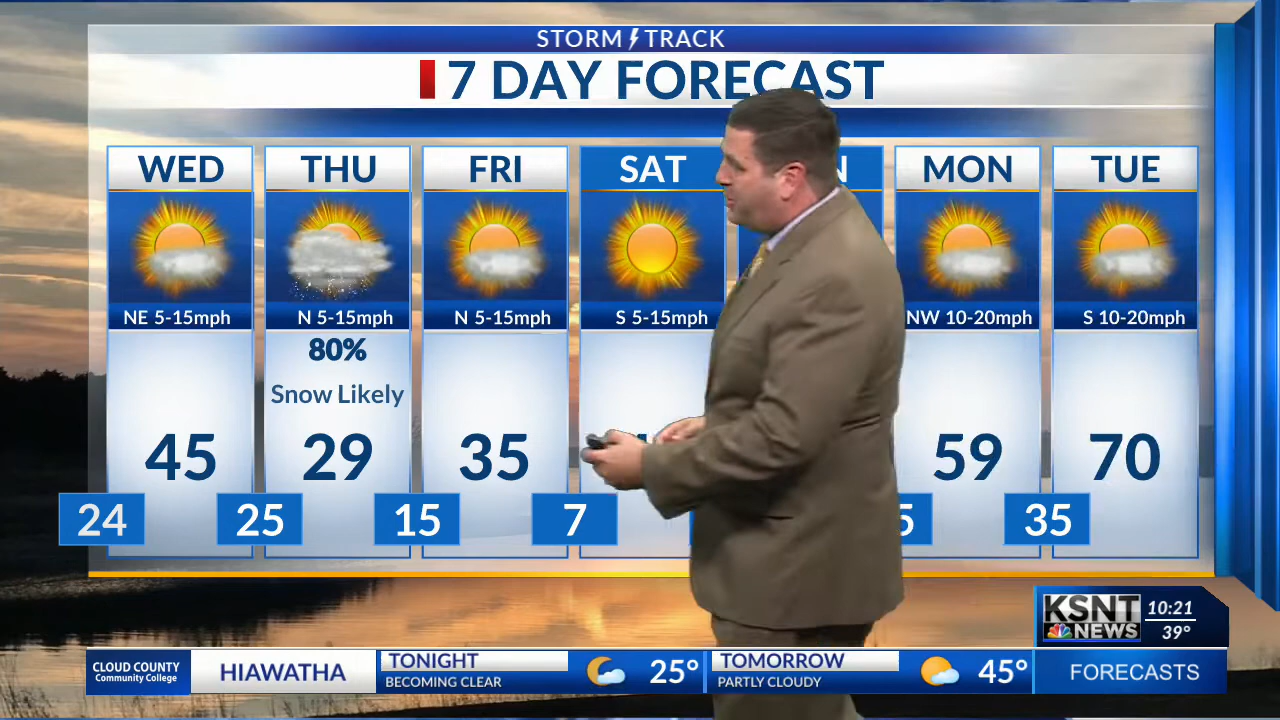 STORM TRACK
7 DAY FORECAST
WED THU FRI SAT N MON TUE
NE 5-15mph N 5-15mph N 5-15mph S 5-15mph NW 10-20mph S 10-20mph
80%
Snow Likely
45 29 35 59 70
24 25 15 7 5 35
KSNT NEWS
10:21
39°
CLOUD COUNTY
Community College
HIAWATHA
TONIGHT
BECOMING CLEAR
25°
TOMORROW
PARTLY CLOUDY
45°
FORECASTS